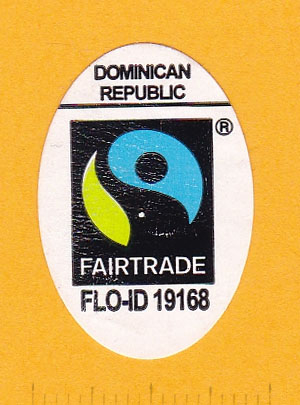 DOMINICAN
REPUBLIC
®
FAIRTRADE
FLO-ID 19168